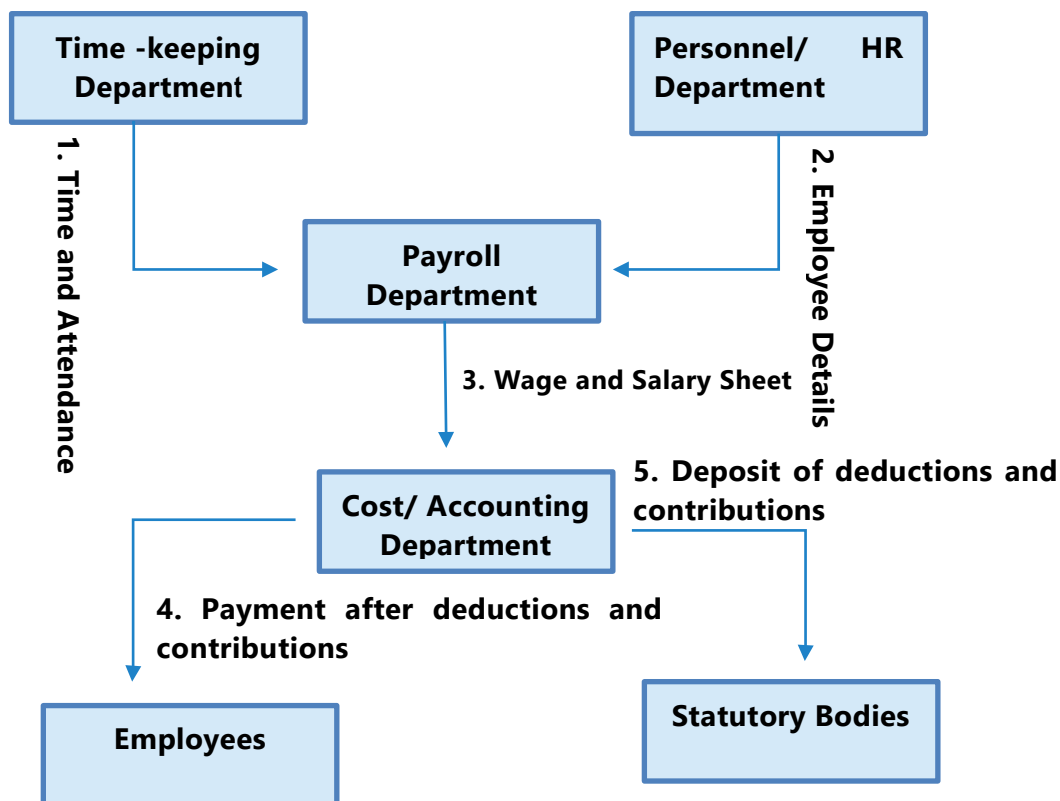 Time -keeping
Department
Personnel/ HR
Department
1. Time and Attendance
2. Employee Details
Payroll
Department
3. Wage and Salary Sheet
5. Deposit of deductions and
contributions
Cost/ Accounting
Department
4. Payment after deductions and
contributions
Employees
Statutory Bodies